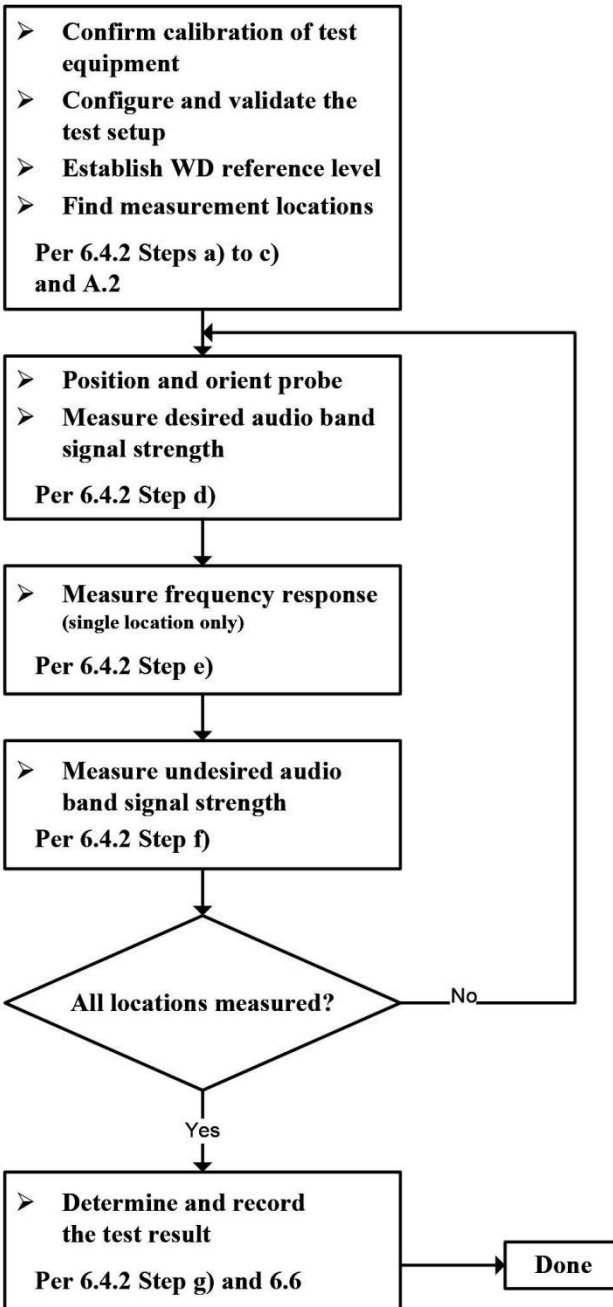 ➢ Confirm calibration of test
equipment
➢ Configure and validate the
test setup
➢ Establish WD reference level
➢ Find measurement locations
Per 6.4.2 Steps a) to c)
and A.2
➢ Position and orient probe
➢ Measure desired audio band
signal strength
Per 6.4.2 Step d)
➢ Measure frequency response
(single location only)
Per 6.4.2 Step e)
➢ Measure undesired audio
band signal strength
Per 6.4.2 Step f)
All locations measured?
No
Yes
➢ Determine and record
the test result
Per 6.4.2 Step g) and 6.6
Done